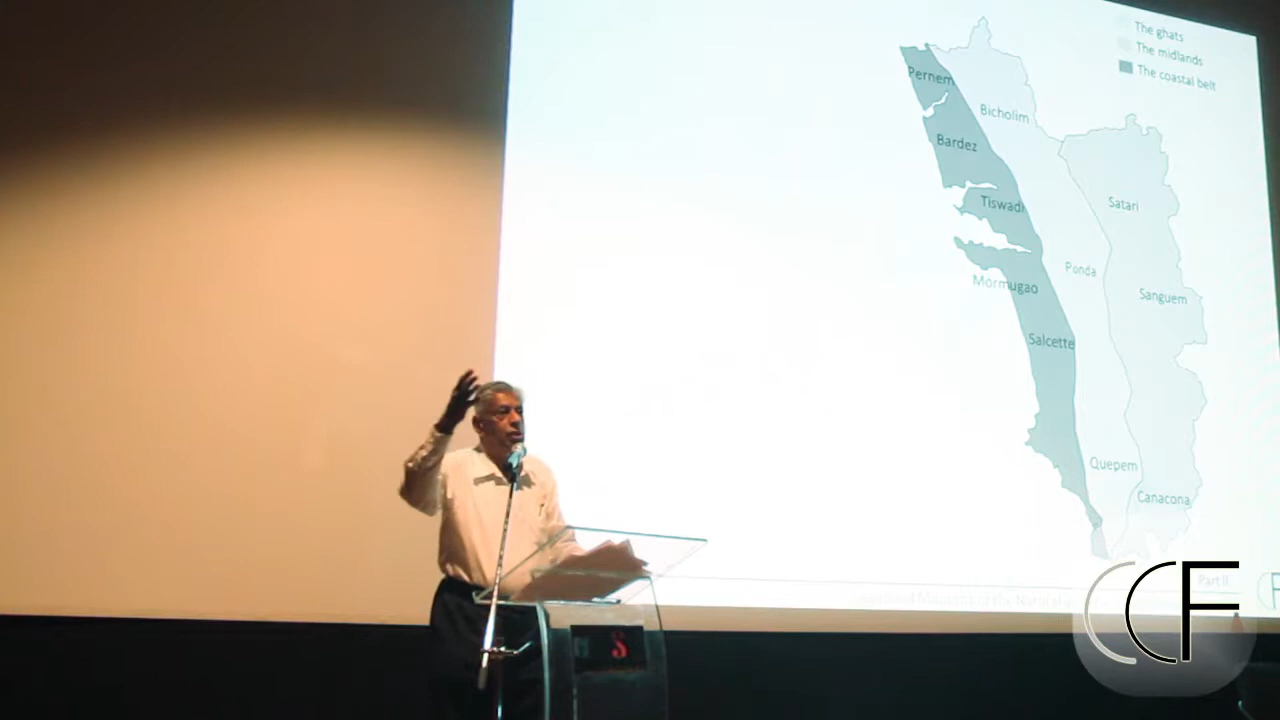 The ghats
The midlands
The coastal belt
Pernem
Bicholim
Bardez
Tiswadi
Satari
Ponda
Mormugao
Sanguem
Salcette
Quepem
Canacona
Part II
CCF
S